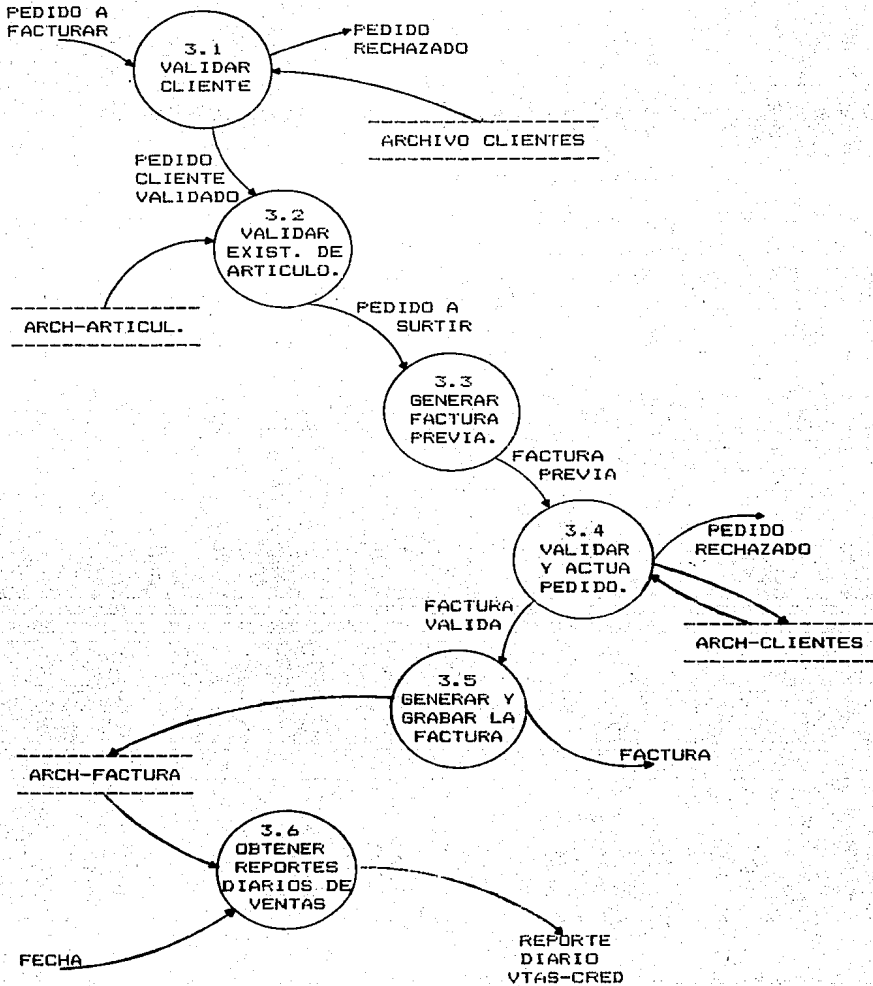 PEDIDO A
FACTURAR
3.1
VALIDAR
CLIENTE
PEDIDO
RECHAZADO
ARCHIVO CLIENTES
PEDIDO
CLIENTE
VALIDADO
3.2
VALIDAR
EXIST. DE
ARTICULO.
ARCH-ARTICUL.
PEDIDO A
SURTIR
3.3
GENERAR
FACTURA
PREVIA.
FACTURA
PREVIA
3.4
VALIDAR
Y ACTUA
PEDIDO.
PEDIDO
RECHAZADO
ARCH-CLIENTES
FACTURA
VALIDA
3.5
GENERAR Y
GRABAR LA
FACTURA
FACTURA
ARCH-FACTURA
3.6
OBTENER
REPORTES
DIARIOS DE
VENTAS
FECHA
REPORTE
DIARIO
VTAS-CRED